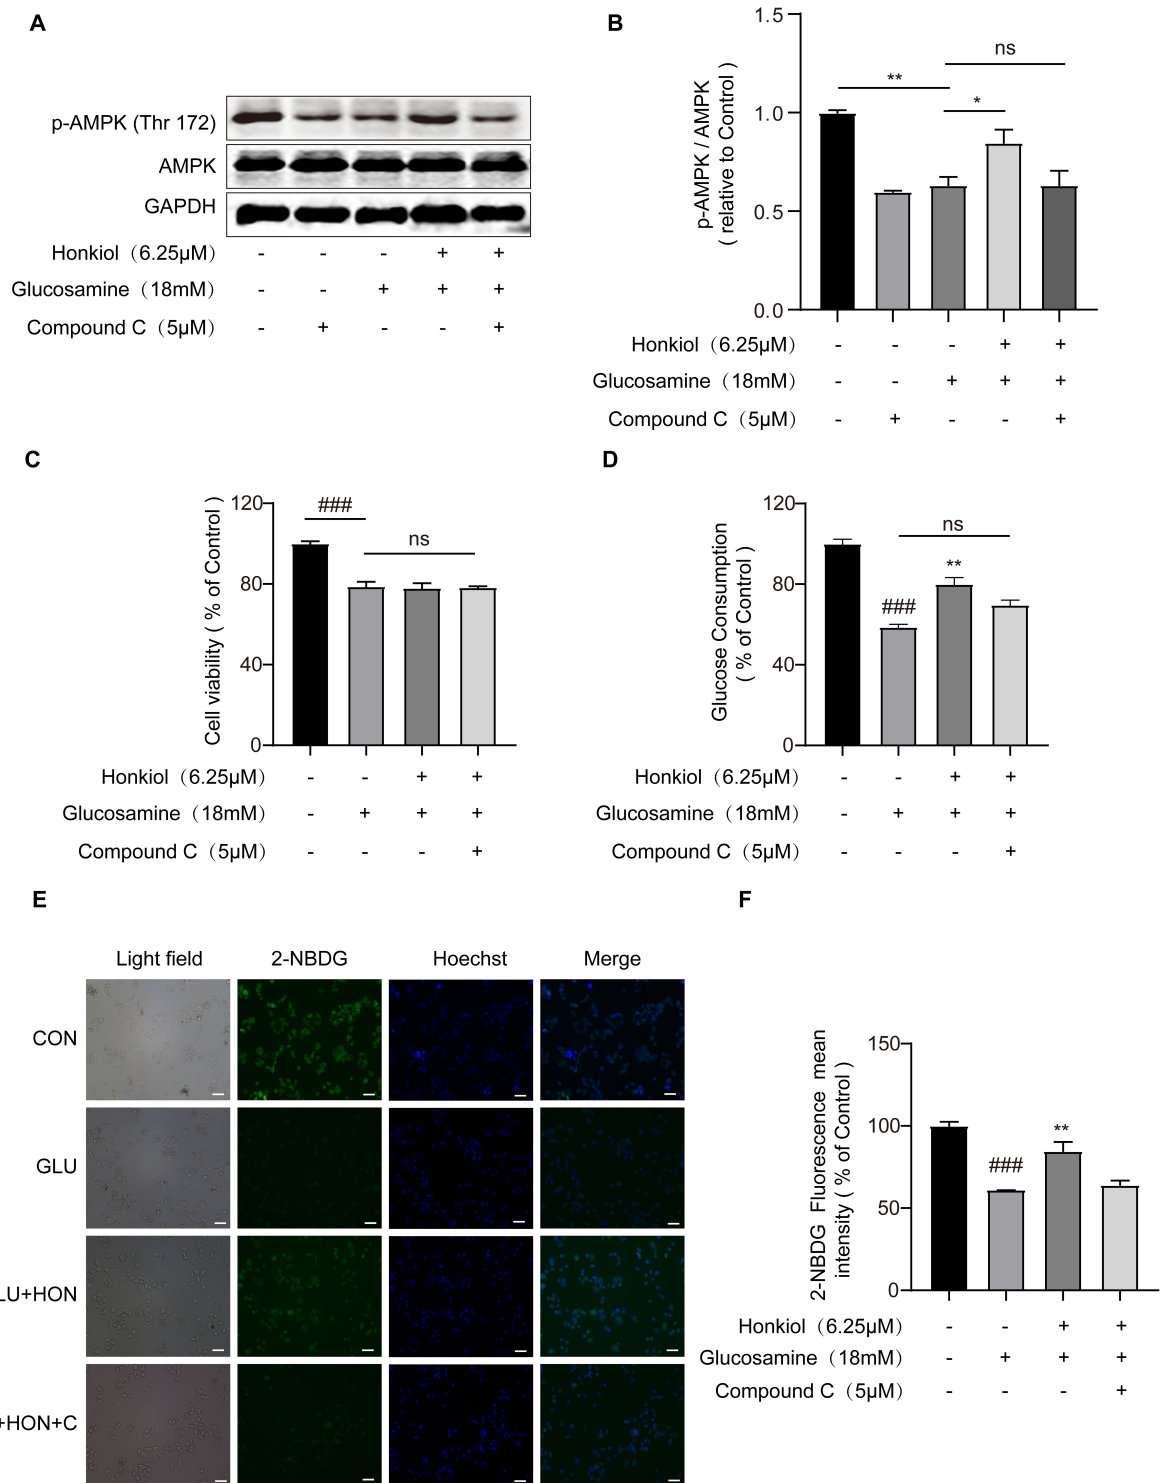 A
p-AMPK (Thr 172)
AMPK
GAPDH
Honkiol（6.25μM） - - - + +
Glucosamine（18mM） - - + + +
Compound C（5μM） - + - - +
B
p-AMPK / AMPK
( relative to Control )
1.5
1.0
0.5
0.0
ns
**
*
Honkiol（6.25μM） - - - + +
Glucosamine（18mM） - - + + +
Compound C（5μM） - + - - +
C
Cell viability ( % of Control )
120
80
40
0
###
ns
Honkiol（6.25μM） - - + +
Glucosamine（18mM） - + + +
Compound C（5μM） - - - +
D
Glucose Consumption
( % of Control )
120
80
40
0
ns
**
###
Honkiol（6.25μM） - - + +
Glucosamine（18mM） - + + +
Compound C（5μM） - - - +
E
Light field 2-NBDG Hoechst Merge
CON
GLU
LU+HON
+HON+C
F
2-NBDG Fluorescence mean
intensity ( % of Control )
150
100
50
0
###
**
Honkiol（6.25μM） - - + +
Glucosamine（18mM） - + + +
Compound C（5μM） - - - +